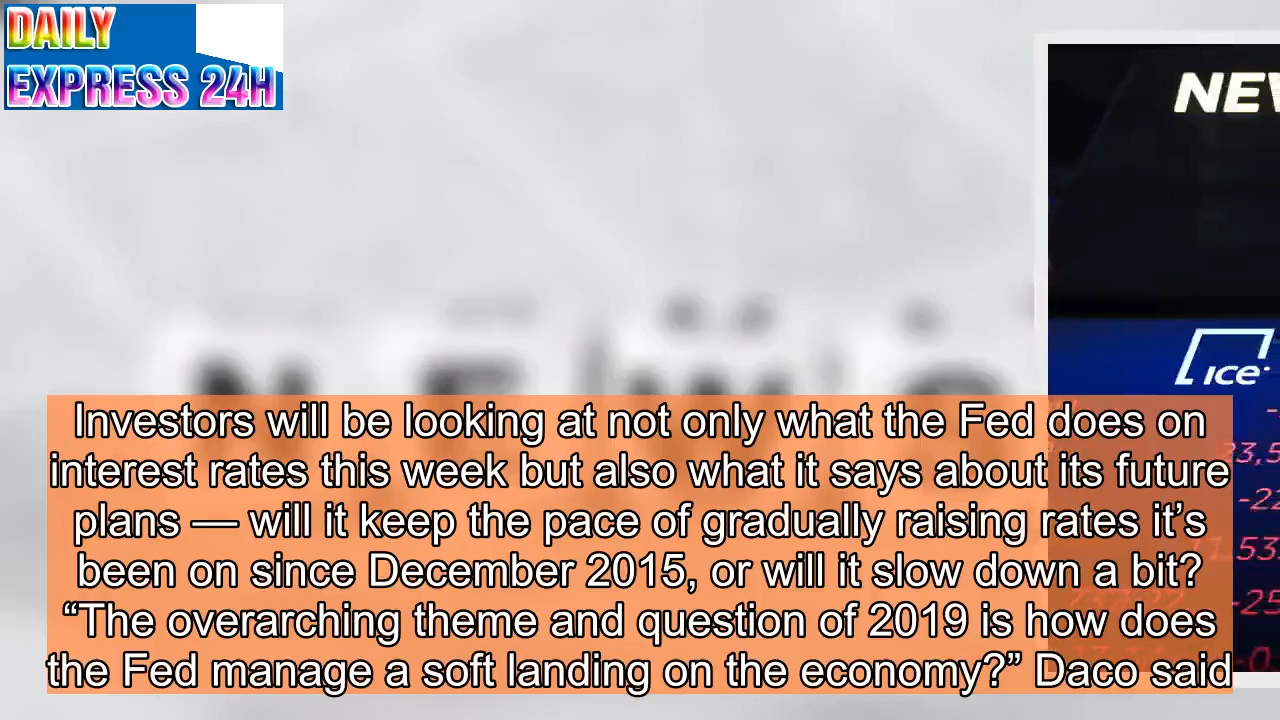 DAILY
EXPRESS 24H
ICE
Investors will be looking at not only what the Fed does on
interest rates this week but also what it says about its future
plans — will it keep the pace of gradually raising rates it’s
been on since December 2015, or will it slow down a bit?
“The overarching theme and question of 2019 is how does
the Fed manage a soft landing on the economy?” Daco said